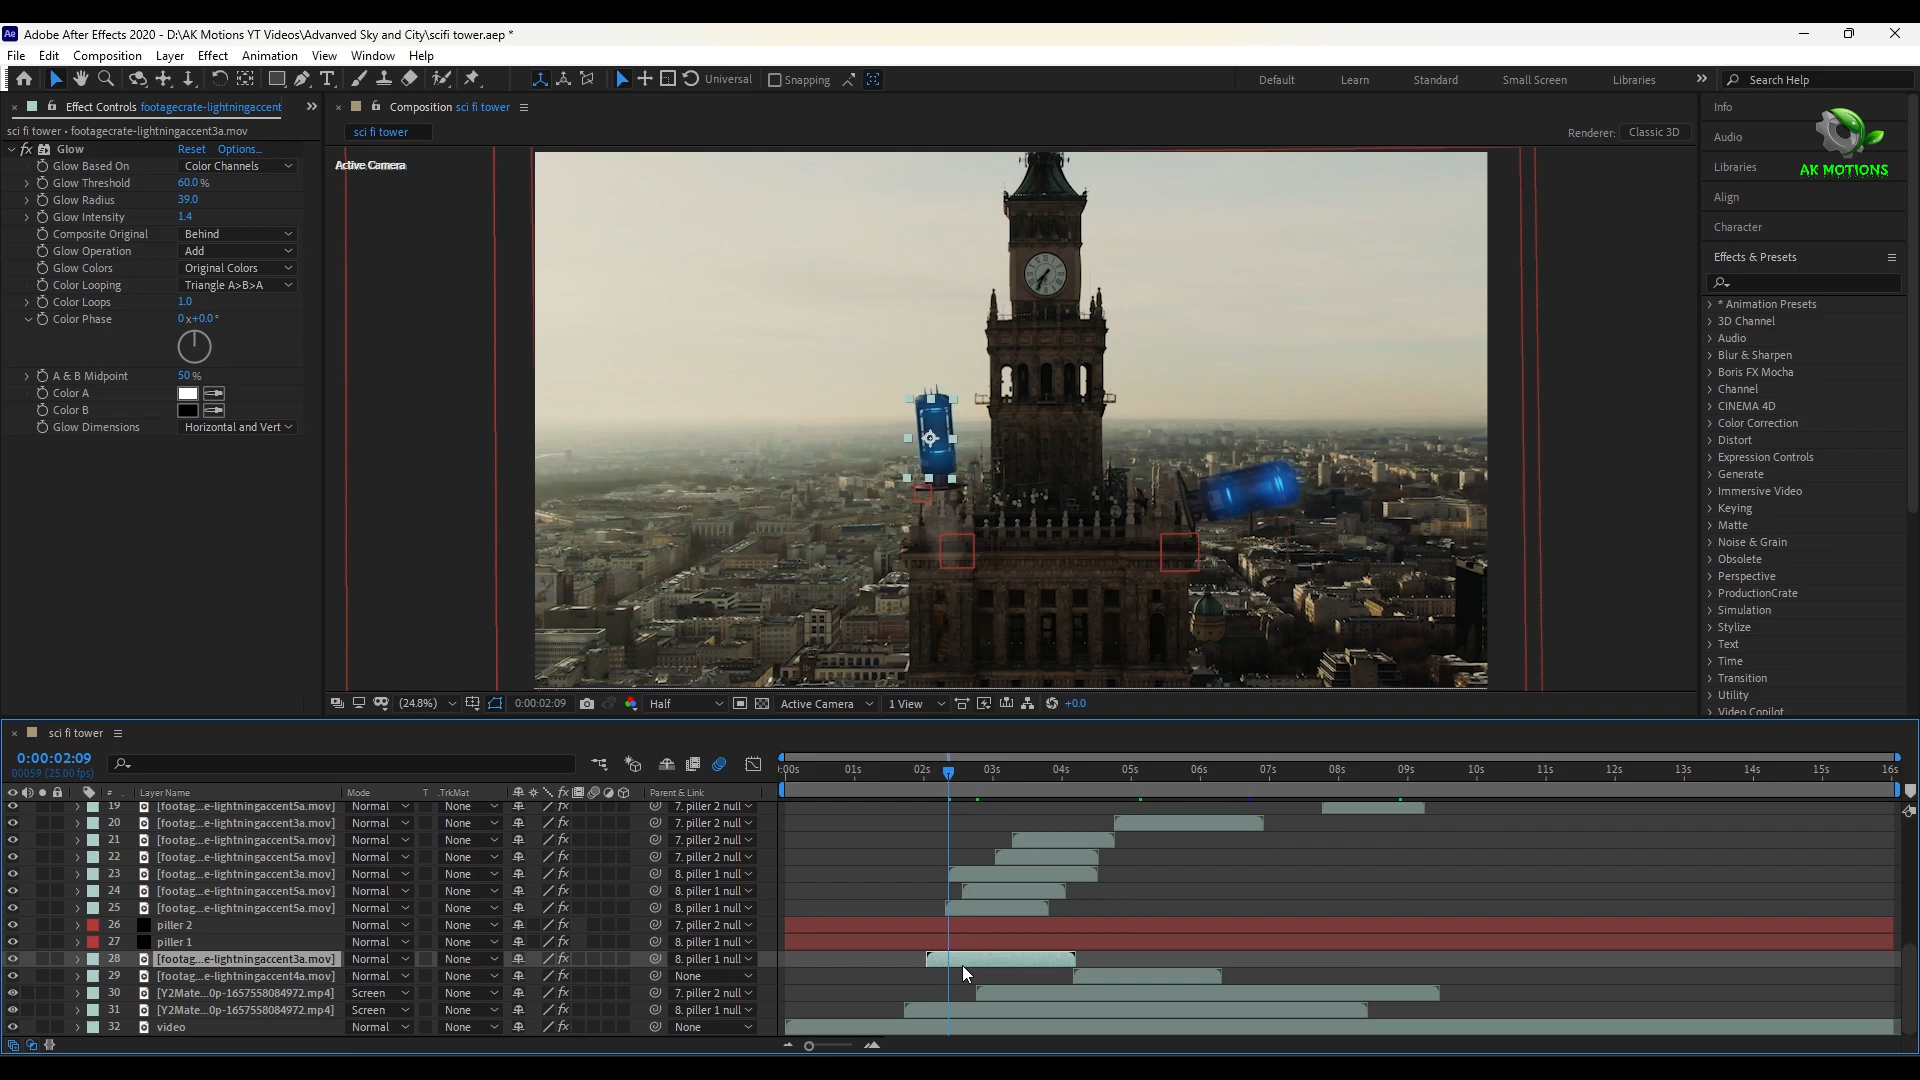 Ae Adobe After Effects 2020 - D:\AK Motions YT Videos\Advanved Sky and City\scifi tower.aep *
File Edit Composition Layer Effect Animation View Window Help
Universal Snapping Default Learn Standard Small Screen Libraries Search Help
Effect Controls footagecrate-lightningaccent
Composition sci fi tower
Info
sci fi tower • footagecrate-lightningaccent3a.mov
sci fi tower
Renderer: Classic 3D
Audio
fx Glow Reset Options...
Active Camera
Glow Based On Color Channels
Libraries
AK MOTIONS
Glow Threshold 60.0 %
Glow Radius 39.0
Align
Glow Intensity 1.4
Character
Composite Original Behind
Glow Operation Add
Effects & Presets
Glow Colors Original Colors
Color Looping Triangle A>B>A
Color Loops 1.0
Color Phase 0x+0.0°
A & B Midpoint 50 %
Color A
Color B
Glow Dimensions Horizontal and Vert
* Animation Presets
3D Channel
Audio
Blur & Sharpen
Boris FX Mocha
Channel
CINEMA 4D
Color Correction
Distort
Expression Controls
Generate
Immersive Video
Keying
Matte
Noise & Grain
Obsolete
Perspective
ProductionCrate
Simulation
Stylize
Text
Time
Transition
Utility
Video Copilot
(24.8%) 0:00:02:09 Half Active Camera 1 View +0.0
sci fi tower
0:00:02:09
00059 (25.00 fps)
:00s 01s 02s 03s 04s 05s 06s 07s 08s 09s 10s 11s 12s 13s 14s 15s 16s
# Layer Name Mode T .TrkMat fx Parent & Link
19 [footag...e-lightningaccent5a.mov] Normal None fx 7. piller 2 null
20 [footag...e-lightningaccent3a.mov] Normal None fx 7. piller 2 null
21 [footag...e-lightningaccent5a.mov] Normal None fx 7. piller 2 null
22 [footag...e-lightningaccent5a.mov] Normal None fx 7. piller 2 null
23 [footag...e-lightningaccent3a.mov] Normal None fx 8. piller 1 null
24 [footag...e-lightningaccent5a.mov] Normal None fx 8. piller 1 null
25 [footag...e-lightningaccent5a.mov] Normal None fx 8. piller 1 null
26 piller 2 Normal None fx 7. piller 2 null
27 piller 1 Normal None fx 8. piller 1 null
28 [footag...e-lightningaccent3a.mov] Normal None fx 8. piller 1 null
29 [footag...e-lightningaccent4a.mov] Normal None fx None
30 [Y2Mate...0p-1657558084972.mp4] Screen None fx 7. piller 2 null
31 [Y2Mate...0p-1657558084972.mp4] Screen None fx 8. piller 1 null
32 video Normal None fx None